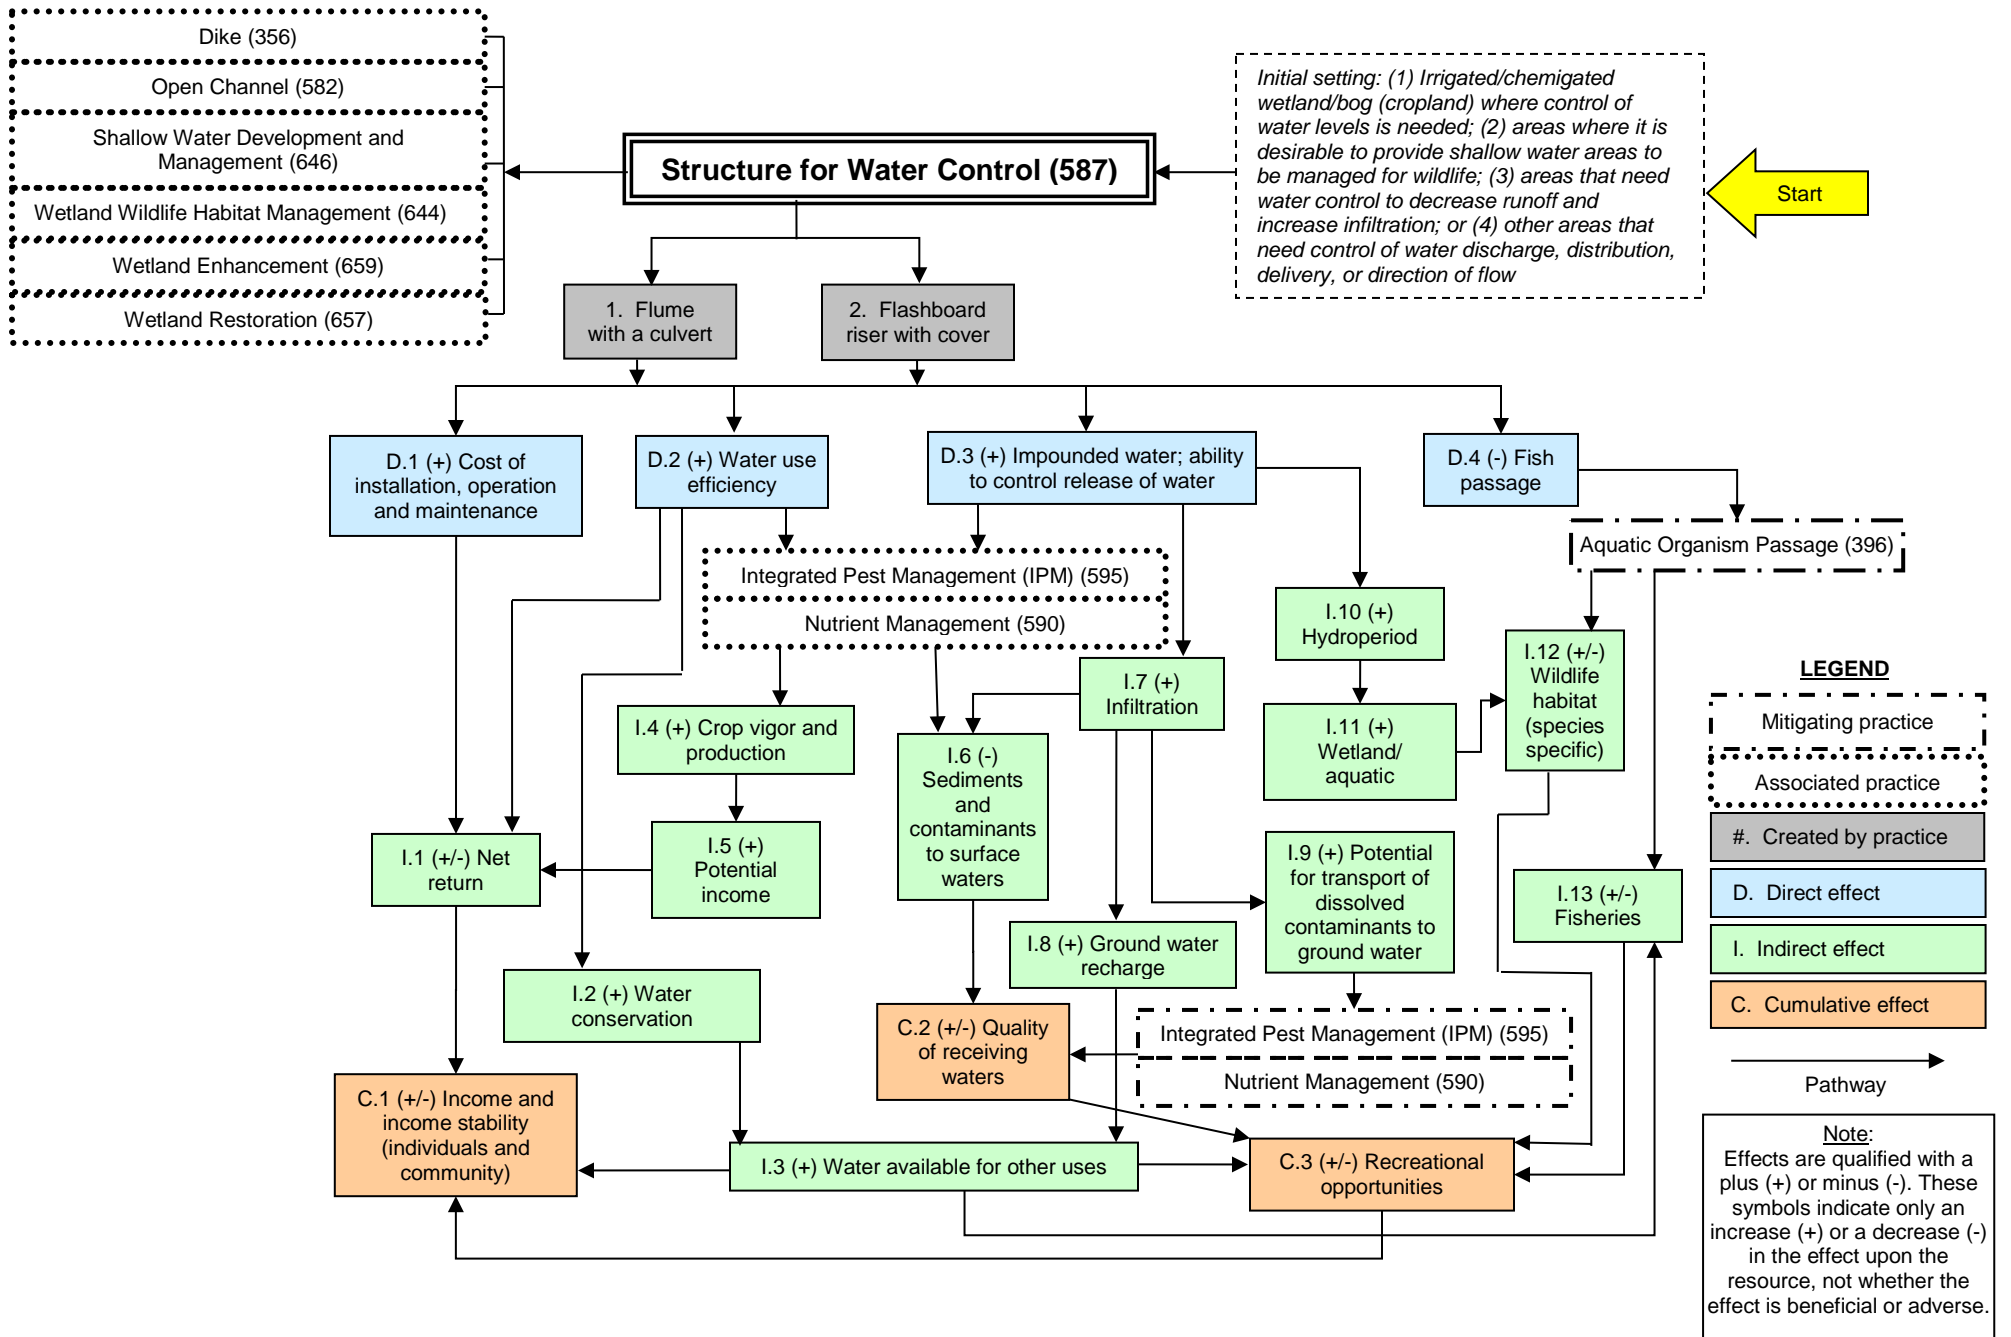 Dike (356)
Open Channel (582)
Shallow Water Development and
Management (646)
Wetland Wildlife Habitat Management (644)
Wetland Enhancement (659)
Wetland Restoration (657)
Structure for Water Control (587)
Initial setting: (1) Irrigated/chemigated
wetland/bog (cropland) where control of
water levels is needed; (2) areas where it is
desirable to provide shallow water areas to
be managed for wildlife; (3) areas that need
water control to decrease runoff and
increase infiltration; or (4) other areas that
need control of water discharge, distribution,
delivery, or direction of flow
Start
1. Flume
with a culvert
2. Flashboard
riser with cover
D.1 (+) Cost of
installation, operation
and maintenance
D.2 (+) Water use
efficiency
D.3 (+) Impounded water; ability
to control release of water
D.4 (-) Fish
passage
Aquatic Organism Passage (396)
Integrated Pest Management (IPM) (595)
Nutrient Management (590)
I.10 (+)
Hydroperiod
I.12 (+/-)
Wildlife
habitat
(species
specific)
I.7 (+)
Infiltration
I.4 (+) Crop vigor and
production
I.11 (+)
Wetland/
aquatic
I.6 (-)
Sediments
and
contaminants
to surface
waters
I.1 (+/-) Net
return
I.5 (+)
Potential
income
I.9 (+) Potential
for transport of
dissolved
contaminants to
ground water
I.13 (+/-)
Fisheries
I.8 (+) Ground water
recharge
I.2 (+) Water
conservation
C.2 (+/-) Quality
of receiving
waters
Integrated Pest Management (IPM) (595)
Nutrient Management (590)
C.1 (+/-) Income and
income stability
(individuals and
community)
I.3 (+) Water available for other uses
C.3 (+/-) Recreational
opportunities
LEGEND
Mitigating practice
Associated practice
#. Created by practice
D. Direct effect
I. Indirect effect
C. Cumulative effect
Pathway
Note:
Effects are qualified with a
plus (+) or minus (-). These
symbols indicate only an
increase (+) or a decrease (-)
in the effect upon the
resource, not whether the
effect is beneficial or adverse.